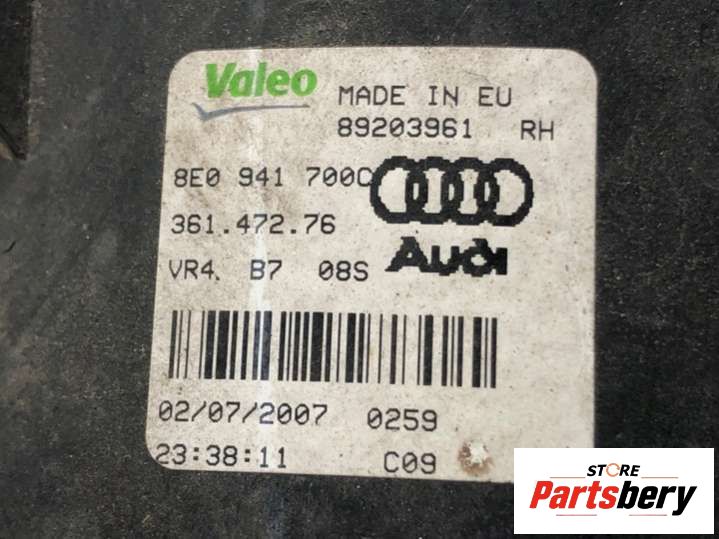 Valeo
MADE IN EU
89203961 RH
8E0 941 700C
361.472.76
Audi
VR4. B7 08S
02/07/2007 0259
23:38:11 C09
STORE
Partsbery